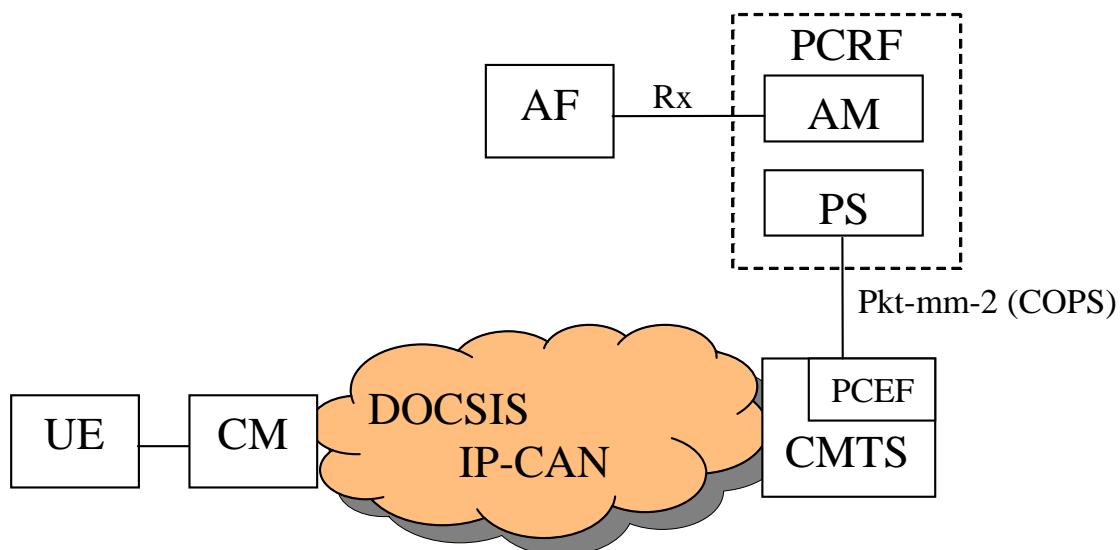 PCRF
AF
Rx
AM
PS
Pkt-mm-2 (COPS)
PCEF
UE
CM
DOCSIS
IP-CAN
CMTS